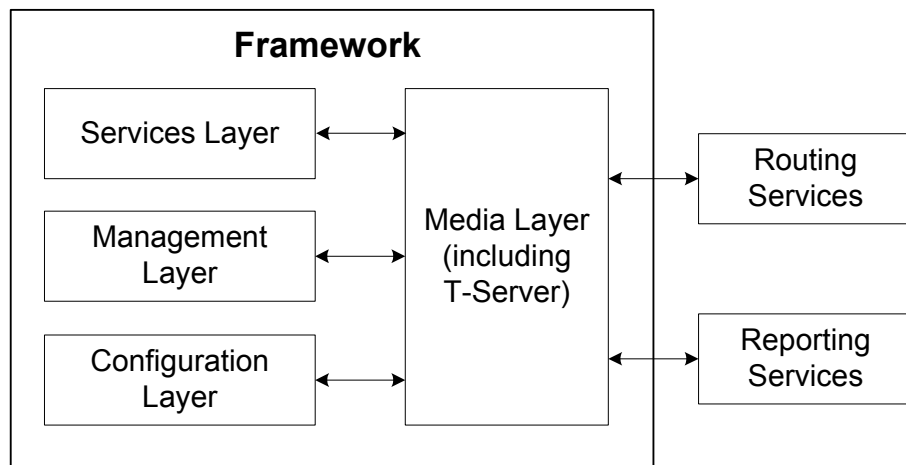 Framework
Services Layer
Management
Layer
Configuration
Layer
Media Layer
(including
T-Server)
Routing
Services
Reporting
Services